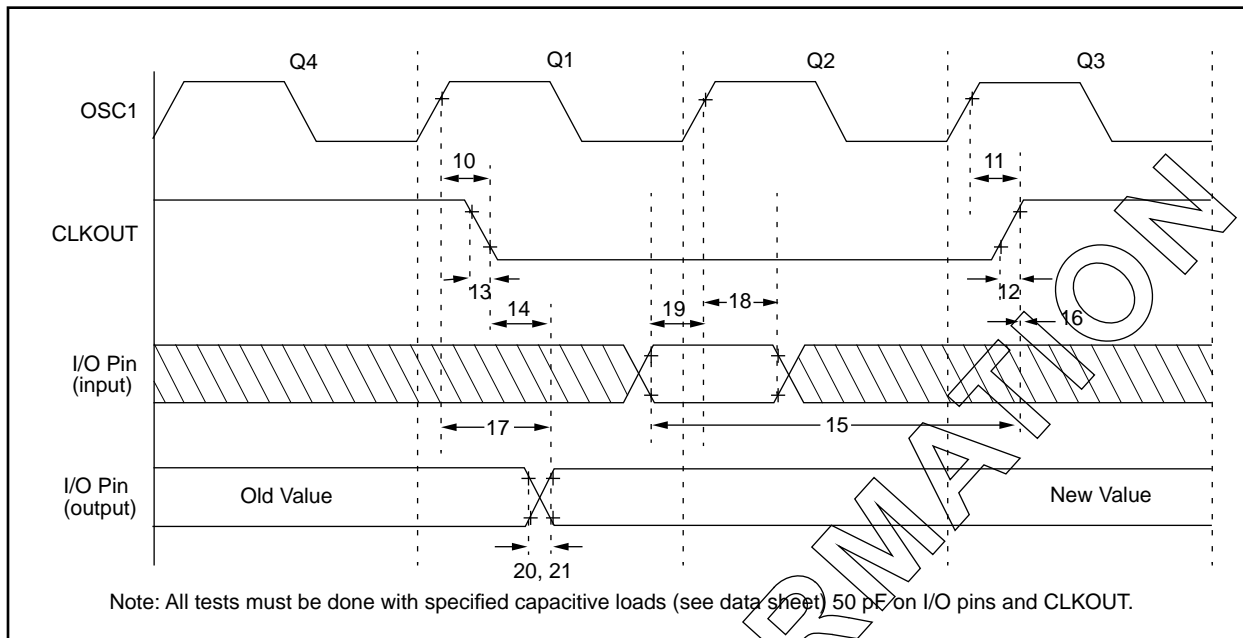 Q4 Q1 Q2 Q3
OSC1
10 11
CLKOUT
13 12
14 19 18 16
I/O Pin
(input)
17 15
I/O Pin
(output)
Old Value New Value
20, 21
Note: All tests must be done with specified capacitive loads (see data sheet) 50 pF on I/O pins and CLKOUT.
RMATION